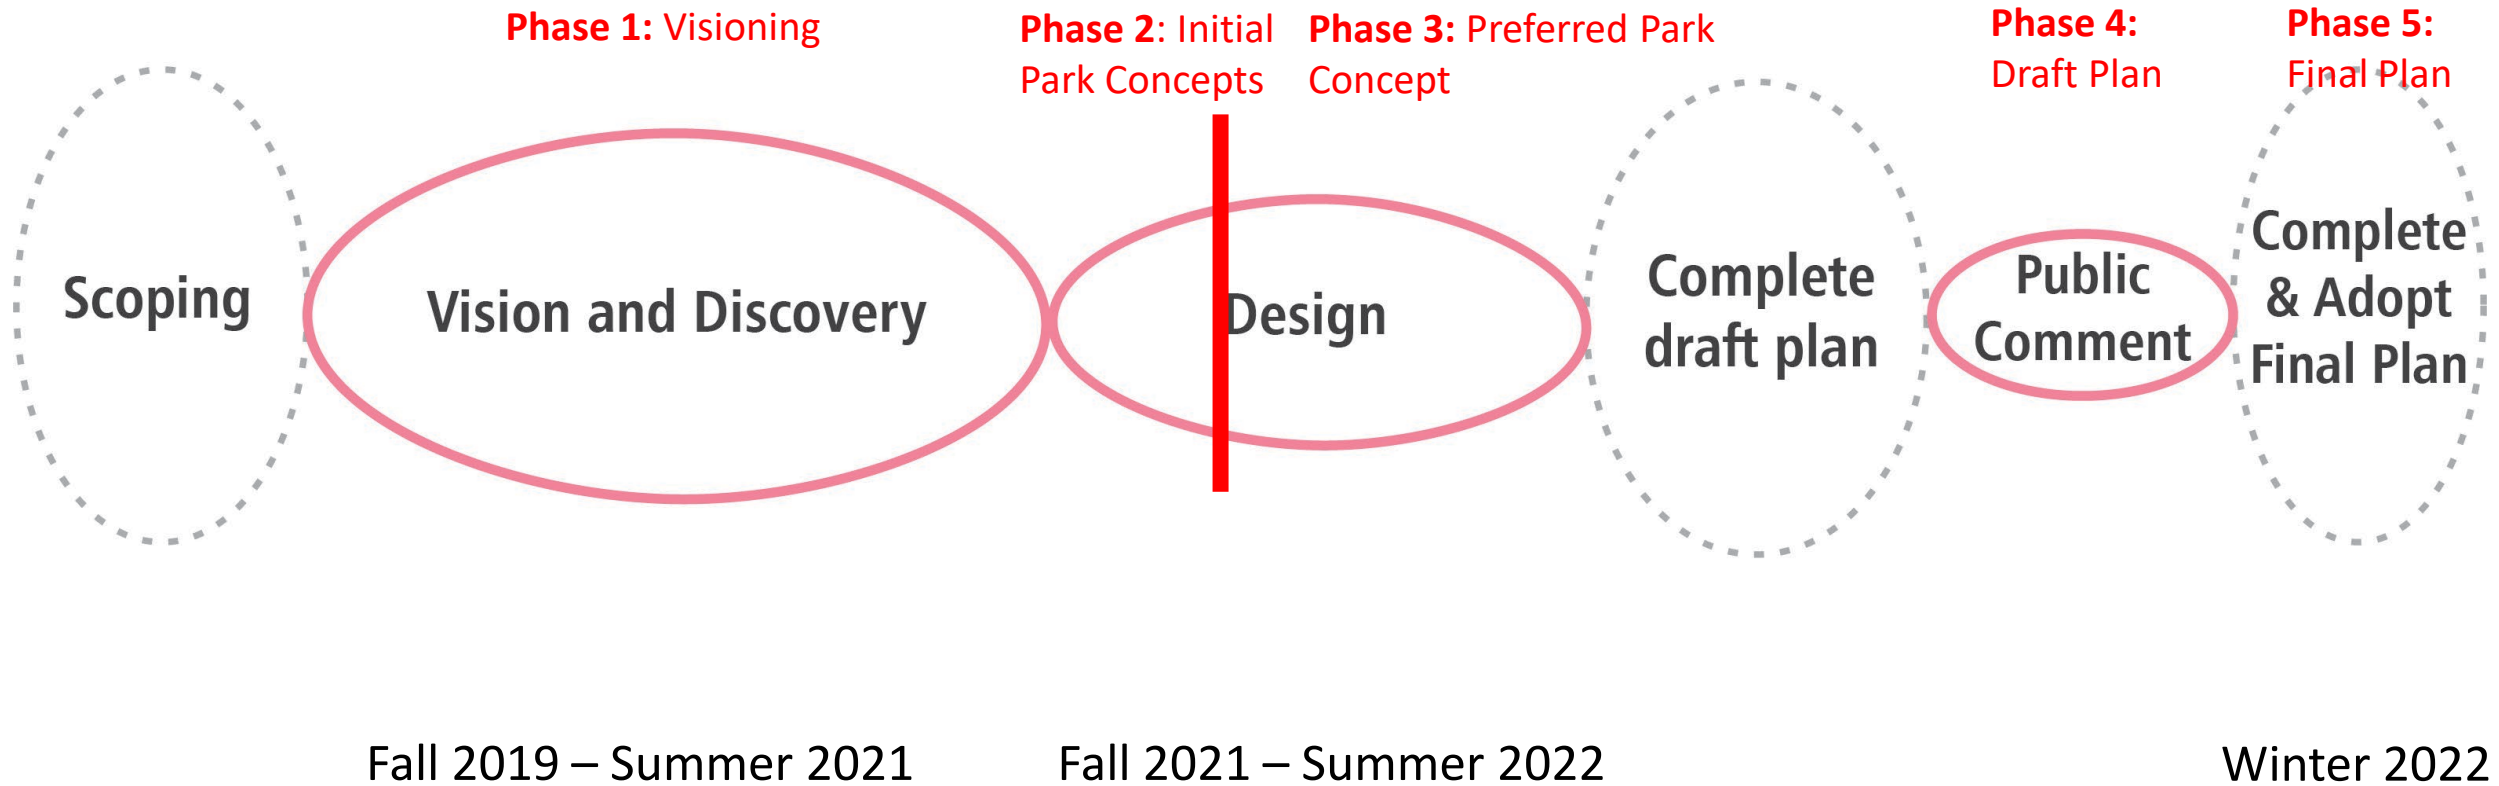 Phase 1: Visioning
Phase 2: Initial
Park Concepts
Phase 3: Preferred Park
Concept
Phase 4:
Draft Plan
Phase 5:
Final Plan
Scoping
Vision and Discovery
Design
Complete
draft plan
Public
Comment
Complete
& Adopt
Final Plan
Fall 2019 – Summer 2021
Fall 2021 – Summer 2022
Winter 2022